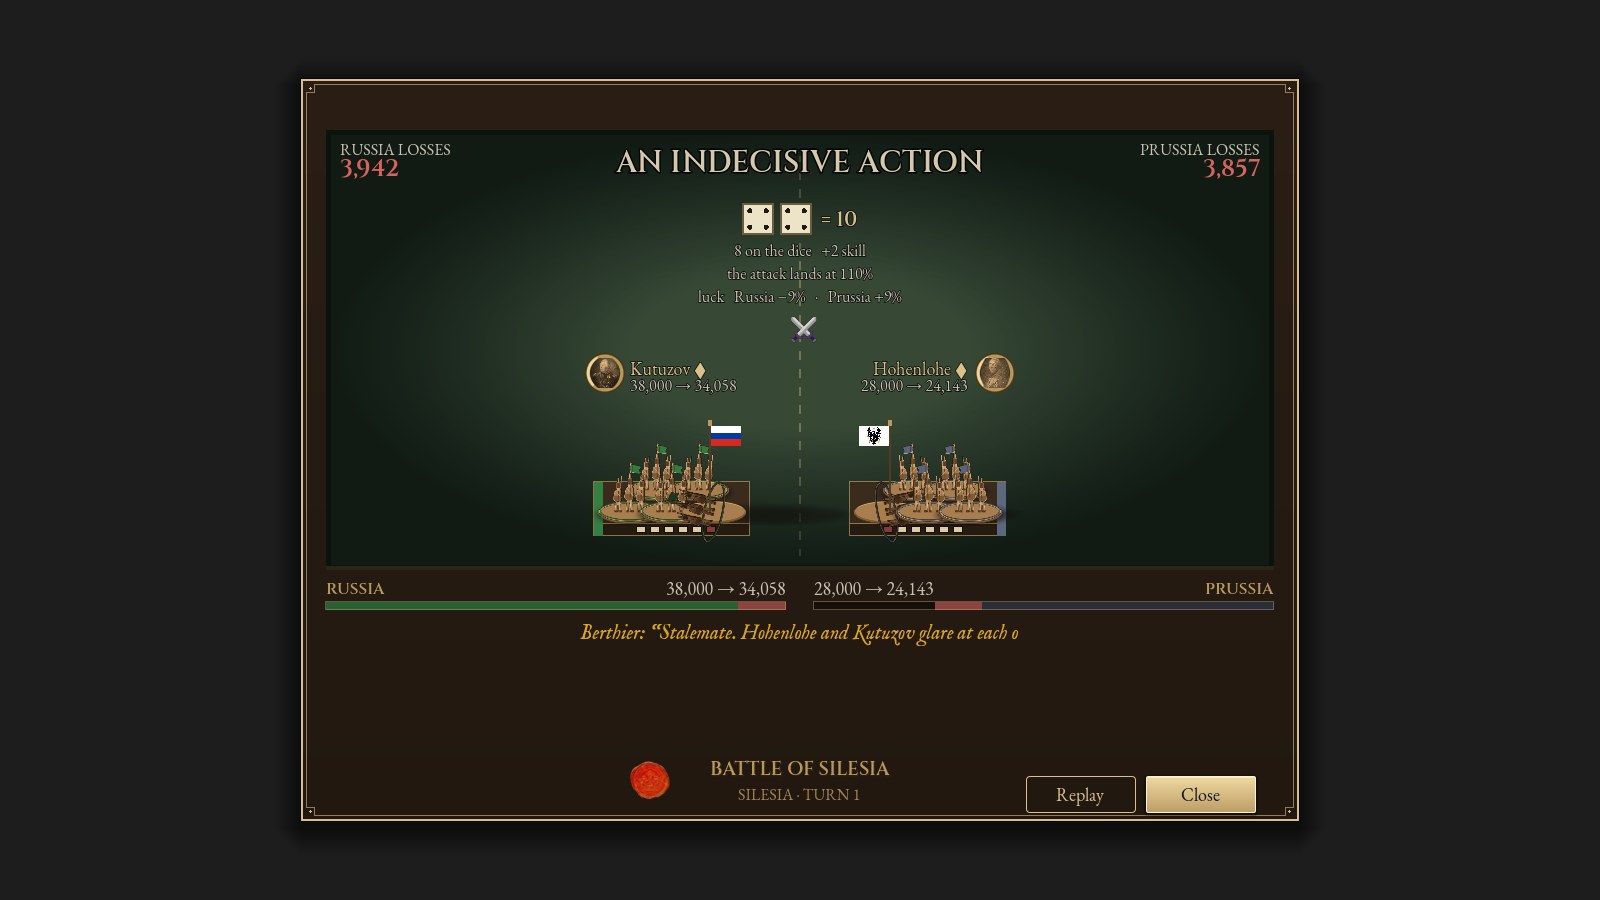 RUSSIA LOSSES
3,942
AN INDECISIVE ACTION
PRUSSIA LOSSES
3,857
= 10
8 on the dice · +2 skill
the attack lands at 110%
luck Russia −9% · Prussia +9%
Kutuzov ♦
38,000 → 34,058
Hohenlohe ♦
28,000 → 24,143
RUSSIA
38,000 → 34,058
28,000 → 24,143
PRUSSIA
Berthier: “Stalemate. Hohenlohe and Kutuzov glare at each o
BATTLE OF SILESIA
SILESIA · TURN 1
Replay
Close